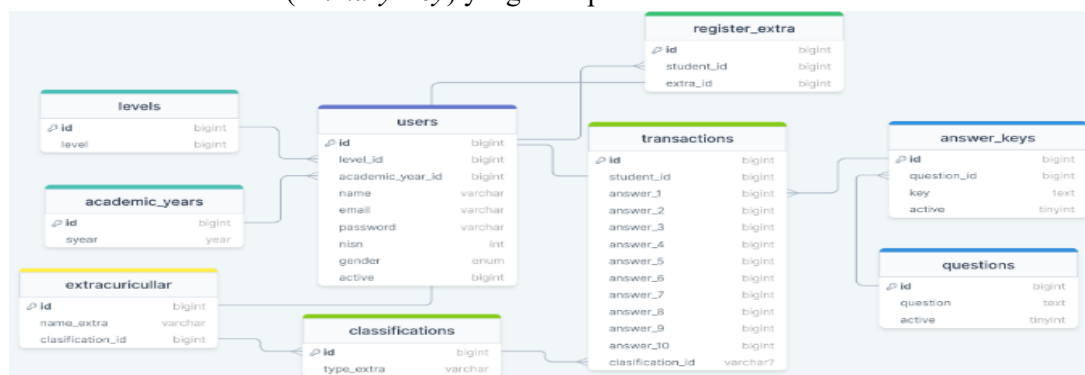 register_extra
id bigint
student_id bigint
extra_id bigint
levels
id bigint
level bigint
users
id bigint
level_id bigint
academic_year_id bigint
name varchar
email varchar
password varchar
nisn int
gender enum
active bigint
transactions
id bigint
student_id bigint
answer_1 bigint
answer_2 bigint
answer_3 bigint
answer_4 bigint
answer_5 bigint
answer_6 bigint
answer_7 bigint
answer_8 bigint
answer_9 bigint
answer_10 bigint
clasification_id varchar?
answer_keys
id bigint
question_id bigint
key text
active tinyint
academic_years
id bigint
syear year
questions
id bigint
question text
active tinyint
extracuricullar
id bigint
name_extra varchar
clasification_id bigint
classifications
id bigint
type_extra varchar